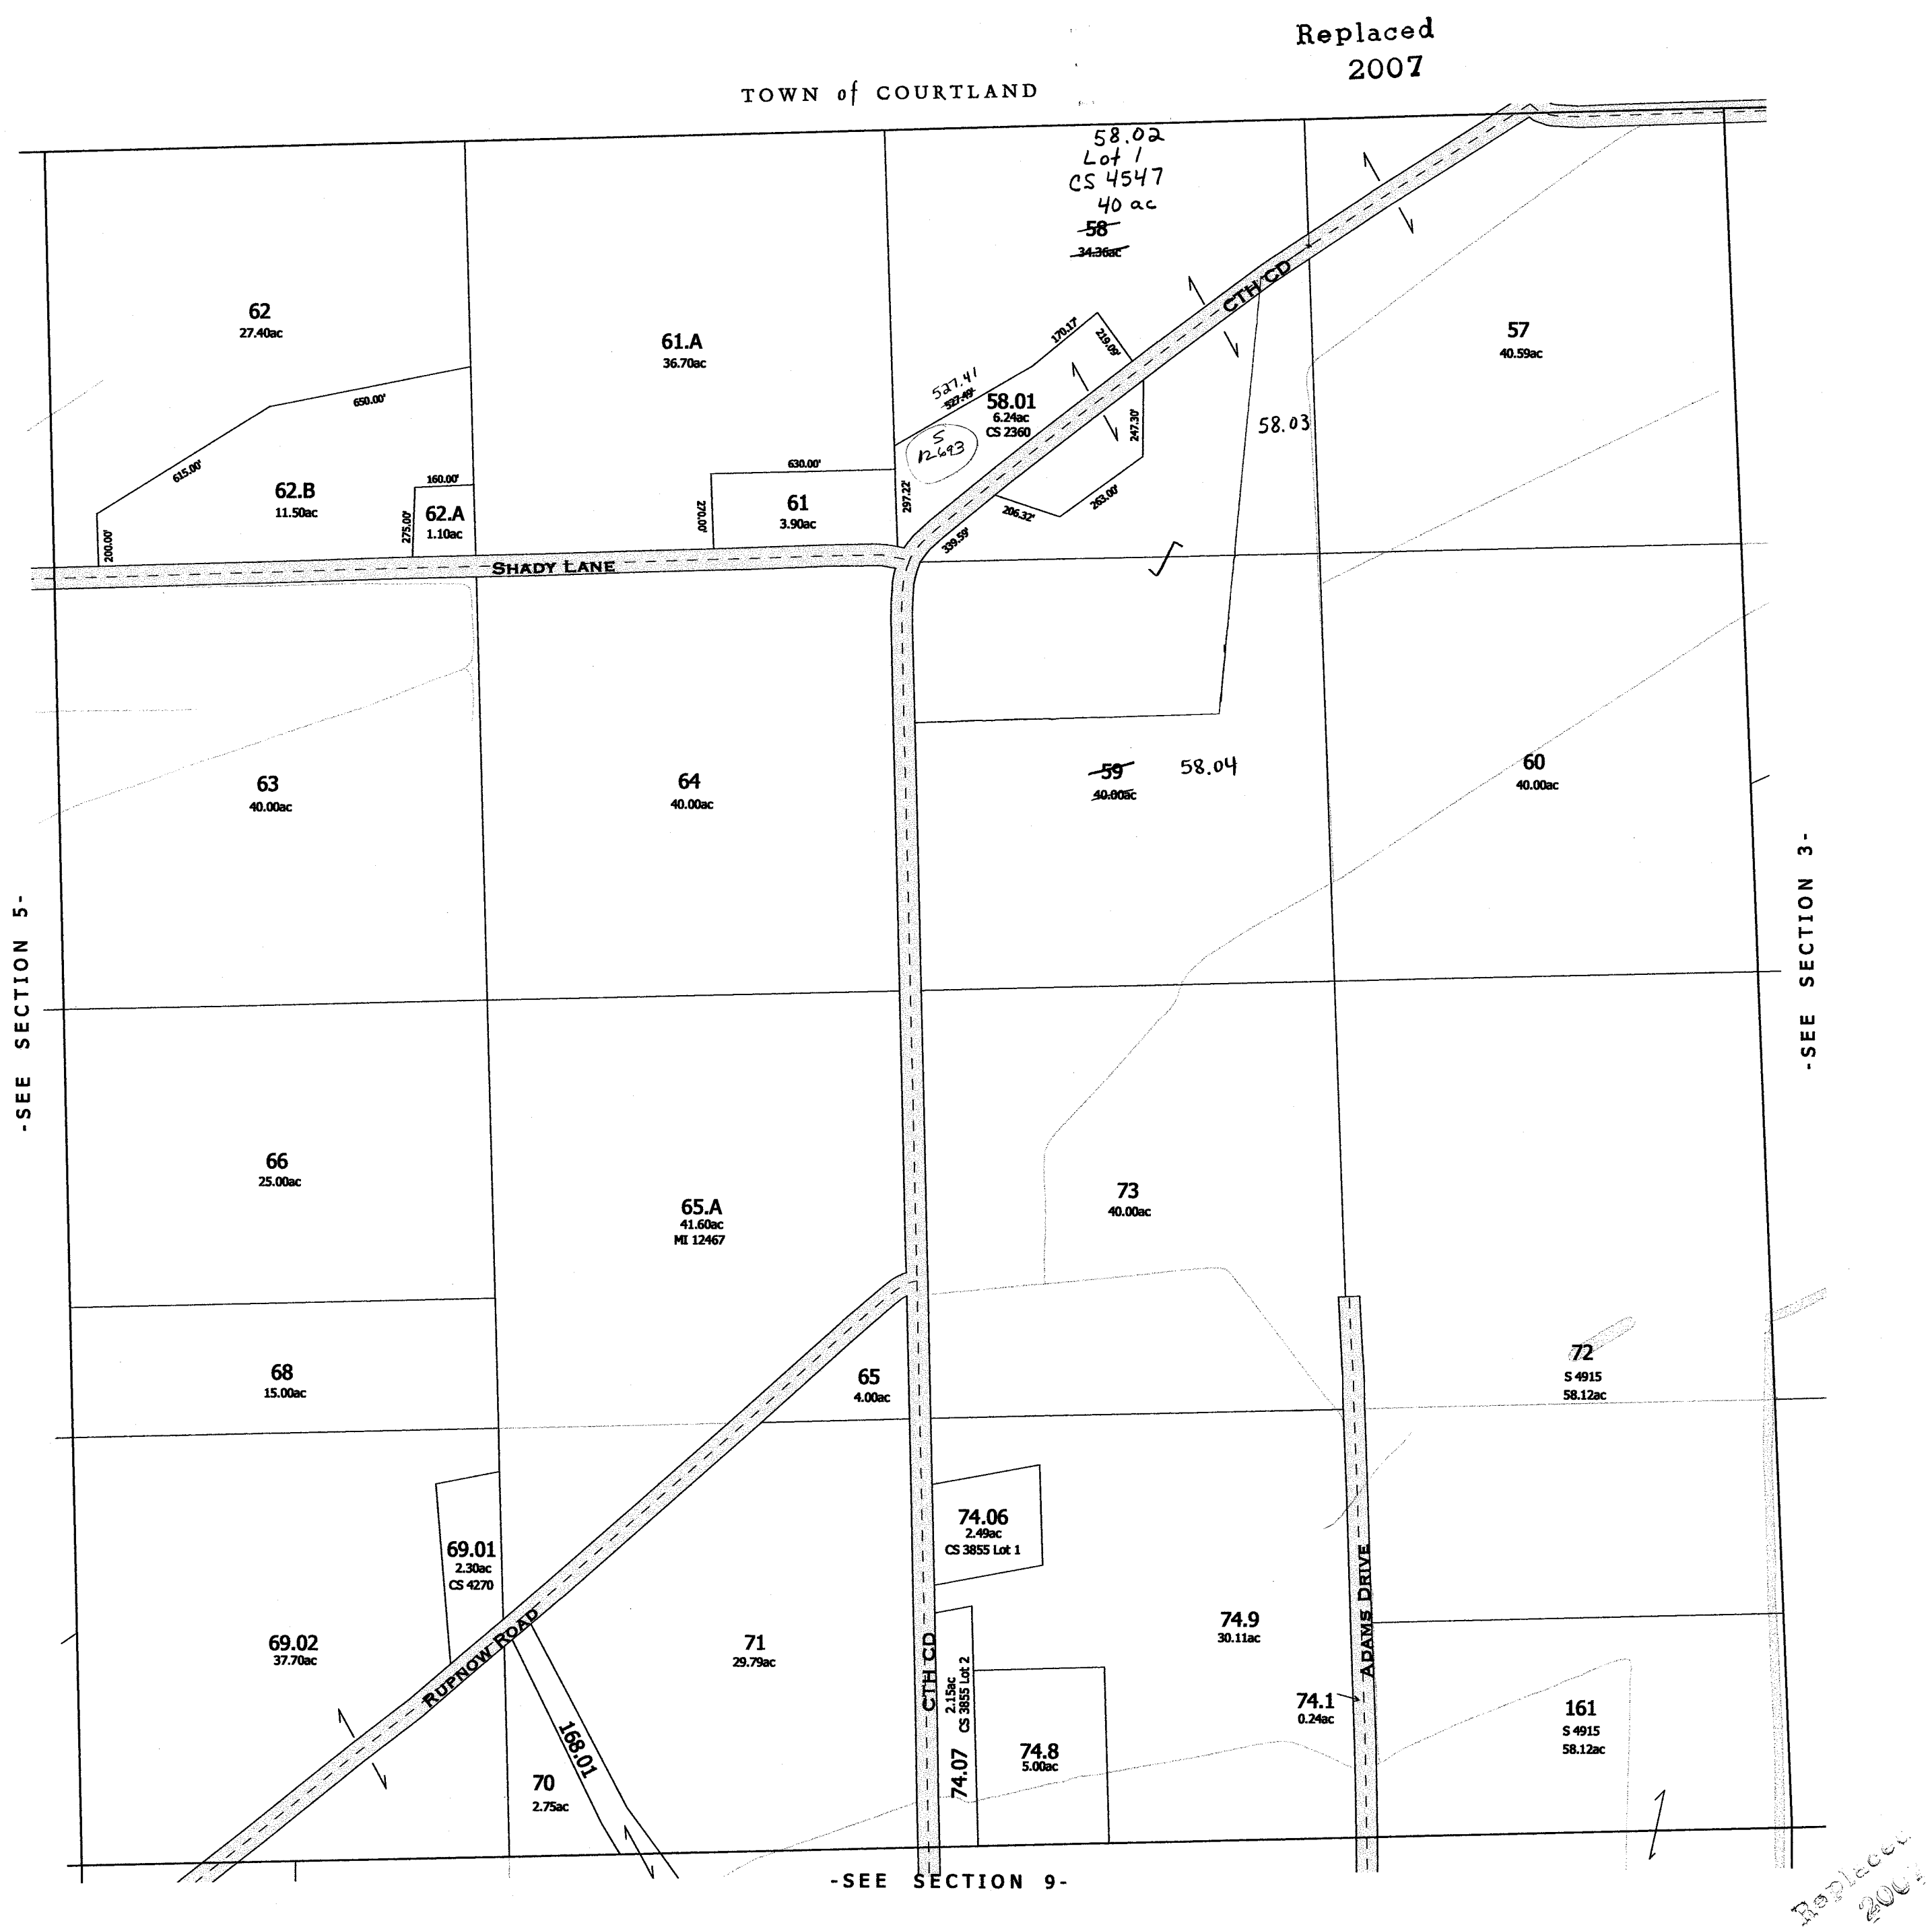 Replaced
2007
TOWN of COURTLAND
58.02
Lot 1
CS 4547
40 ac
58
34.36ac
CTH CD
62
27.40ac
61.A
36.70ac
57
40.59ac
170.17'
219.09'
527.41
527.49'
58.01
6.24ac
CS 2360
S
12693
247.30'
58.03
650.00'
615.00'
200.00'
62.B
11.50ac
160.00'
275.00'
62.A
1.10ac
630.00'
270.00'
61
3.90ac
297.22'
339.59'
206.32'
263.00'
SHADY LANE
63
40.00ac
64
40.00ac
59
40.00ac
58.04
60
40.00ac
-SEE SECTION 5-
-SEE SECTION 3-
66
25.00ac
65.A
41.60ac
MI 12467
73
40.00ac
68
15.00ac
65
4.00ac
72
S 4915
58.12ac
69.01
2.30ac
CS 4270
74.06
2.49ac
CS 3855 Lot 1
69.02
37.70ac
RUPNOW ROAD
71
29.79ac
CTH CD
74.07
2.15ac
CS 3855 Lot 2
74.9
30.11ac
ADAMS DRIVE
74.1
0.24ac
161
S 4915
58.12ac
168.01
70
2.75ac
74.8
5.00ac
-SEE SECTION 9-
Replaced
2007